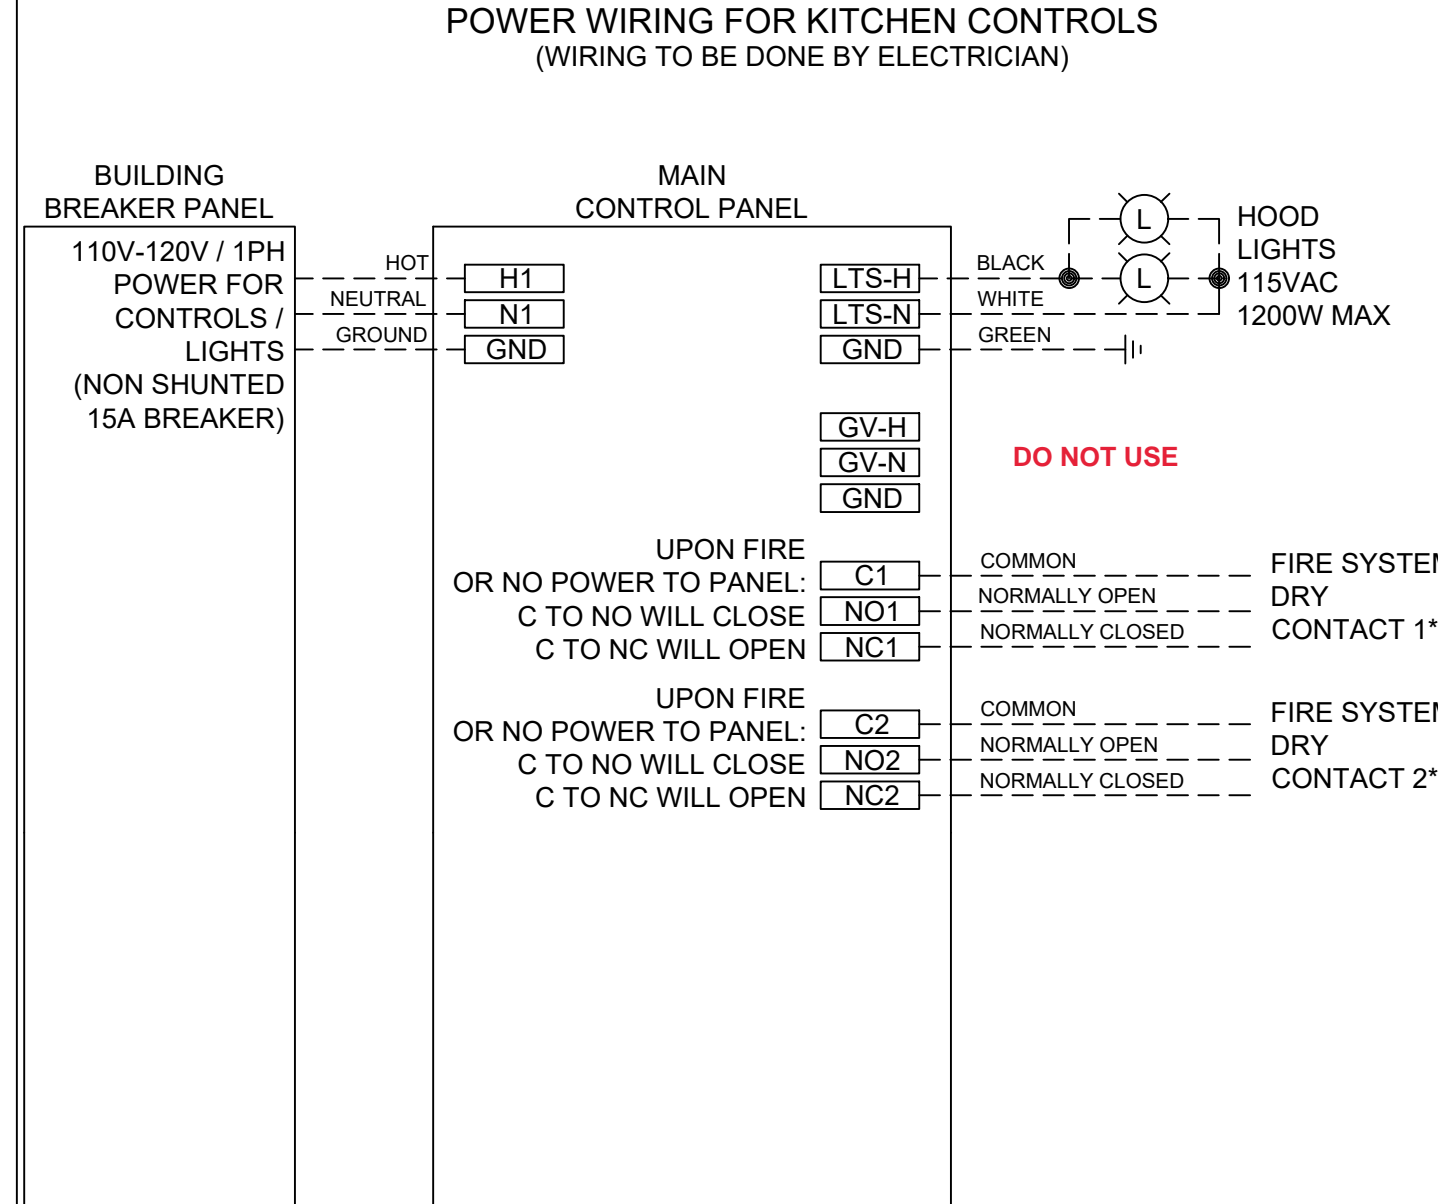 POWER WIRING FOR KITCHEN CONTROLS
(WIRING TO BE DONE BY ELECTRICIAN)
BUILDING
BREAKER PANEL
110V-120V / 1PH
POWER FOR
CONTROLS /
LIGHTS
(NON SHUNTED
15A BREAKER)
HOT
NEUTRAL
GROUND
MAIN
CONTROL PANEL
H1
N1
GND
LTS-H
LTS-N
GND
BLACK
WHITE
GREEN
L
L
HOOD
LIGHTS
115VAC
1200W MAX
GV-H
GV-N
GND
DO NOT USE
UPON FIRE
OR NO POWER TO PANEL:
C TO NO WILL CLOSE
C TO NC WILL OPEN
C1
NO1
NC1
COMMON
NORMALLY OPEN
NORMALLY CLOSED
FIRE SYSTEM
DRY
CONTACT 1*
UPON FIRE
OR NO POWER TO PANEL:
C TO NO WILL CLOSE
C TO NC WILL OPEN
C2
NO2
NC2
COMMON
NORMALLY OPEN
NORMALLY CLOSED
FIRE SYSTEM
DRY
CONTACT 2*